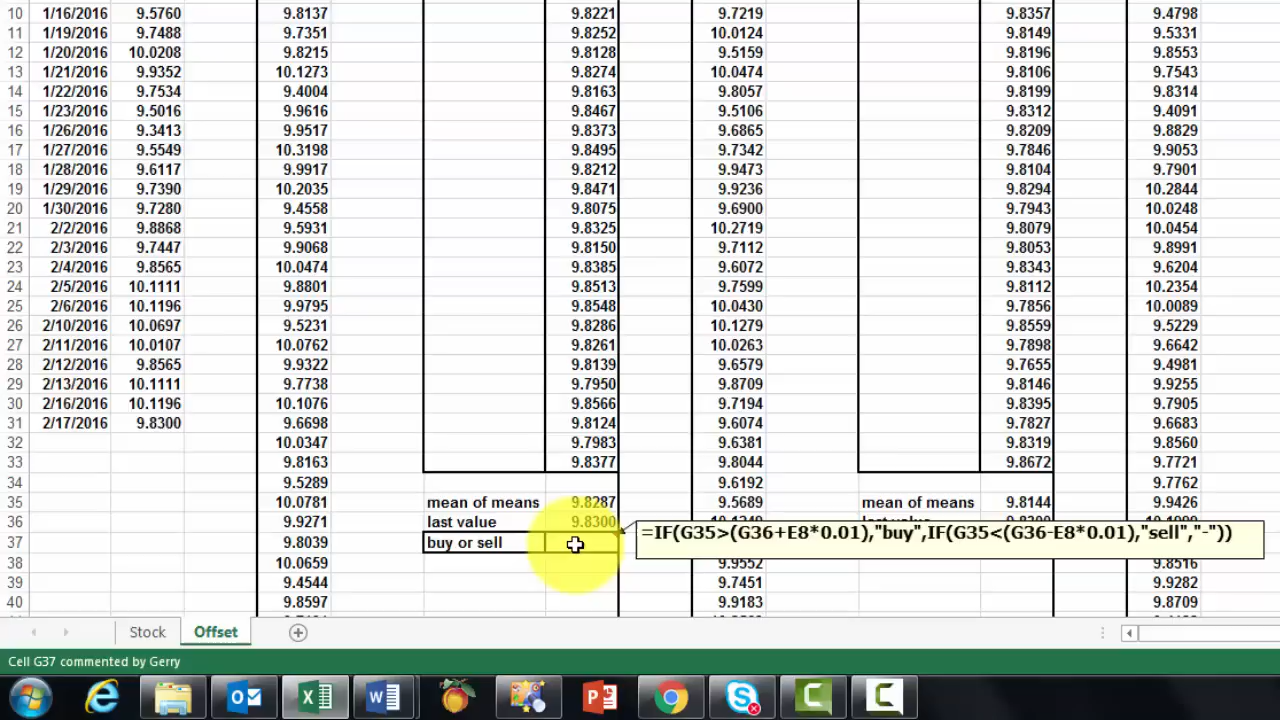 10 1/16/2016 9.5760 9.8137 9.8221 9.7219 9.8357 9.4798
11 1/19/2016 9.7488 9.7351 9.8252 10.0124 9.8149 9.5331
12 1/20/2016 10.0208 9.8215 9.8128 9.5159 9.8196 9.8553
13 1/21/2016 9.9352 10.1273 9.8274 10.0474 9.8106 9.7543
14 1/22/2016 9.7534 9.4004 9.8163 9.8057 9.8199 9.8314
15 1/23/2016 9.5016 9.9616 9.8467 9.5106 9.8312 9.4091
16 1/26/2016 9.3413 9.9517 9.8373 9.6865 9.8209 9.8829
17 1/27/2016 9.5549 10.3198 9.8495 9.7342 9.7846 9.9053
18 1/28/2016 9.6117 9.9917 9.8212 9.9473 9.8104 9.7901
19 1/29/2016 9.7390 10.2035 9.8471 9.9236 9.8294 10.2844
20 1/30/2016 9.7280 9.4558 9.8075 9.6900 9.7943 10.0248
21 2/2/2016 9.8868 9.5931 9.8325 10.2719 9.8079 10.0454
22 2/3/2016 9.7447 9.9068 9.8150 9.7112 9.8053 9.8991
23 2/4/2016 9.8565 10.0474 9.8385 9.6072 9.8343 9.6204
24 2/5/2016 10.1111 9.8801 9.8513 9.7599 9.8112 10.2354
25 2/6/2016 10.1196 9.9795 9.8548 10.0430 9.7856 10.0089
26 2/10/2016 10.0697 9.5231 9.8286 10.1279 9.8559 9.5229
27 2/11/2016 10.0107 10.0762 9.8261 10.0263 9.7898 9.6642
28 2/12/2016 9.8565 9.9322 9.8139 9.6579 9.7655 9.4981
29 2/13/2016 10.1111 9.7738 9.7950 9.8709 9.8146 9.9255
30 2/16/2016 10.1196 10.1076 9.8566 9.7194 9.8395 9.7905
31 2/17/2016 9.8300 9.6698 9.8124 9.6074 9.7827 9.6683
32 10.0347 9.7983 9.6381 9.8319 9.8560
33 9.8163 9.8377 9.8044 9.8672 9.7721
34 9.5289 9.6192 9.7762
35 10.0781 mean of means 9.8287 9.5689 mean of means 9.8144 9.9426
36 9.9271 last value 9.8300
37 9.8039 buy or sell =IF(G35>(G36+E8*0.01),"buy",IF(G35<(G36-E8*0.01),"sell","-"))
38 10.0659 9.9552 9.8516
39 9.4544 9.7451 9.9282
40 9.8597 9.9183 9.8709
Stock Offset
Cell G37 commented by Gerry